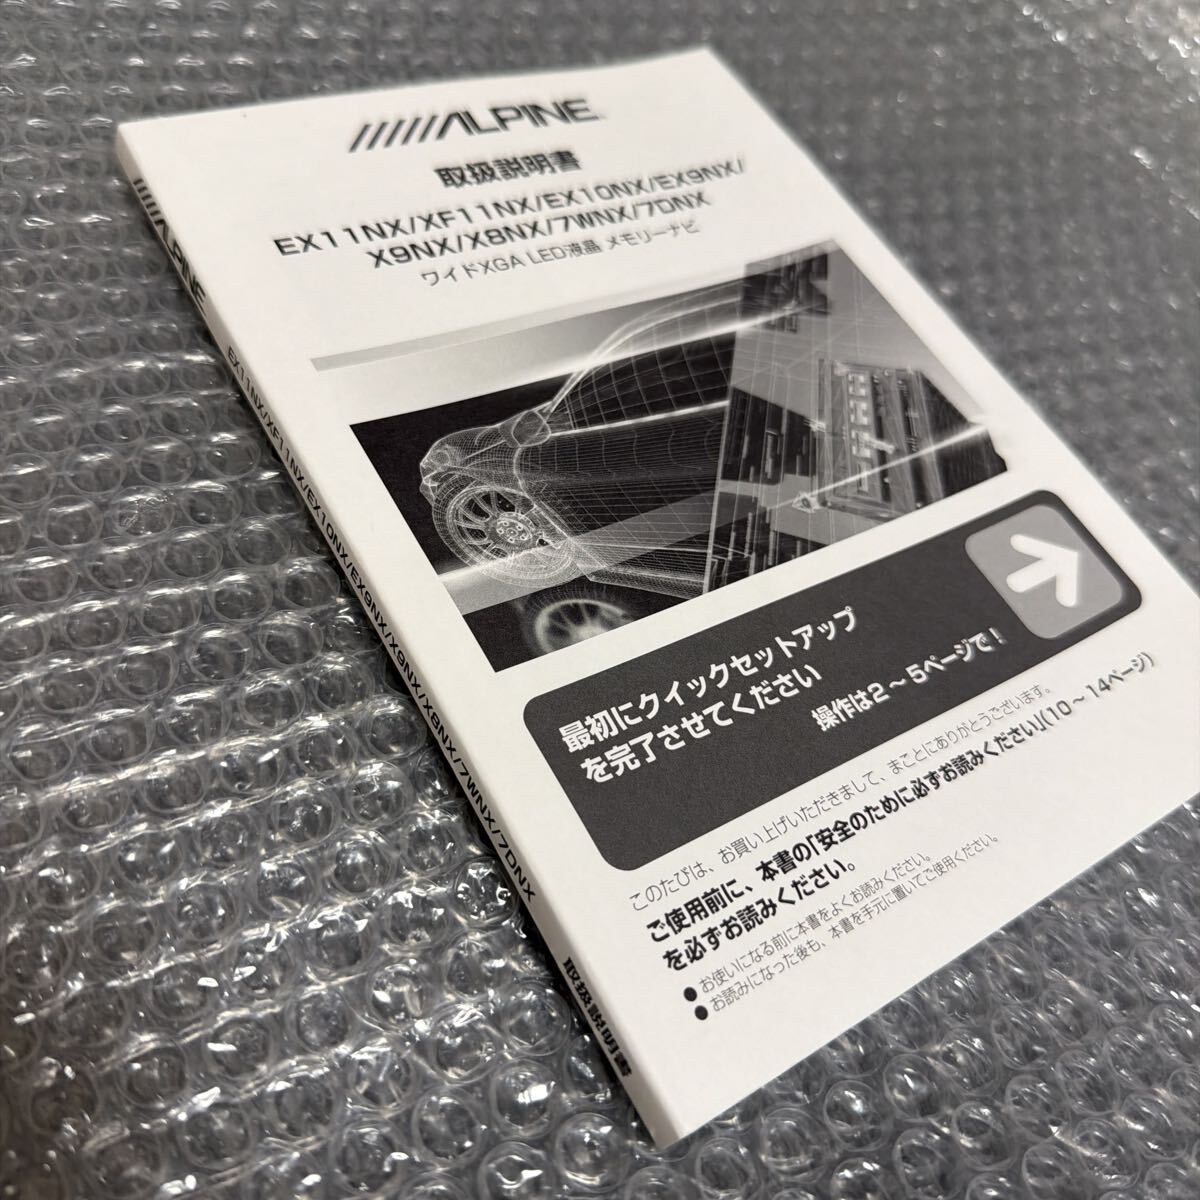 ALPINE
取扱説明書
EX11NX/XF11NX/EX10NX/EX9NX/
X9NX/X8NX/7WNX/7DNX
ワイドXGA LED液晶 メモリーナビ
最初にクイックセットアップ
を完了させてください
操作は2～5ページで！
このたびは、お買い上げいただきまして、まことにありがとうございます。
ご使用前に、本書の「安全のために必ずお読みください」(10～14ページ)
を必ずお読みください。
●お使いになる前に本書をよくお読みください。
●お読みになった後も、本書を手元に置いてご使用ください。
ALPINE EX11NX/XF11NX/EX10NX/EX9NX/X9NX/X8NX/7WNX/7DNX 取扱説明書